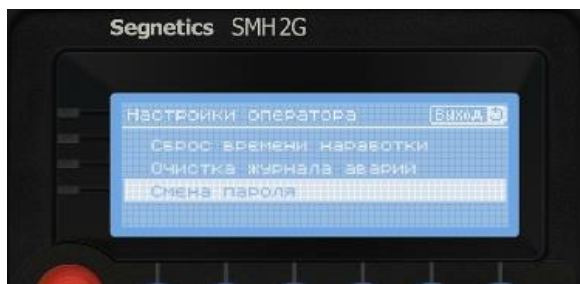 Segnetics SMH 2G
Настройки оператора Выход
Сброс времени наработки
Очистка журнала аварий
Смена пароля